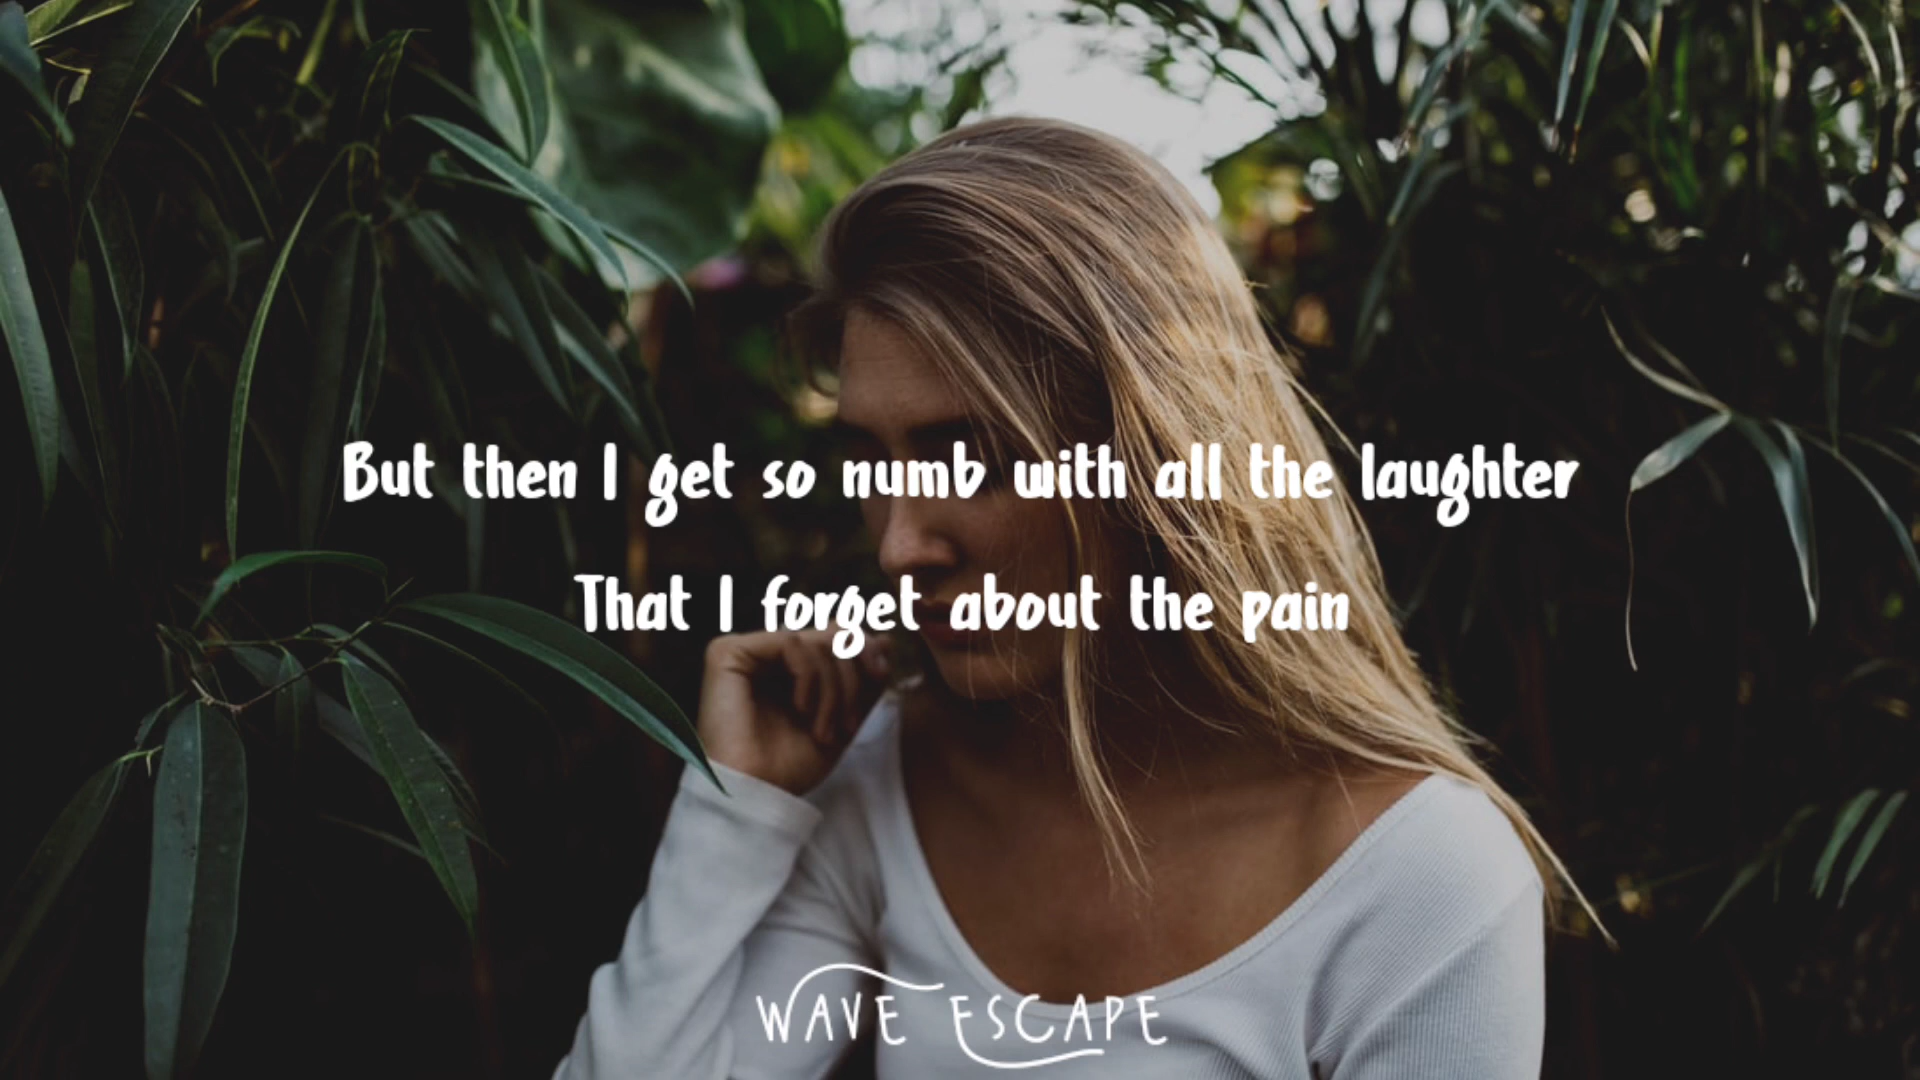 But then I get so numb with all the laughter
That I forget about the pain
WAVE ESCAPE